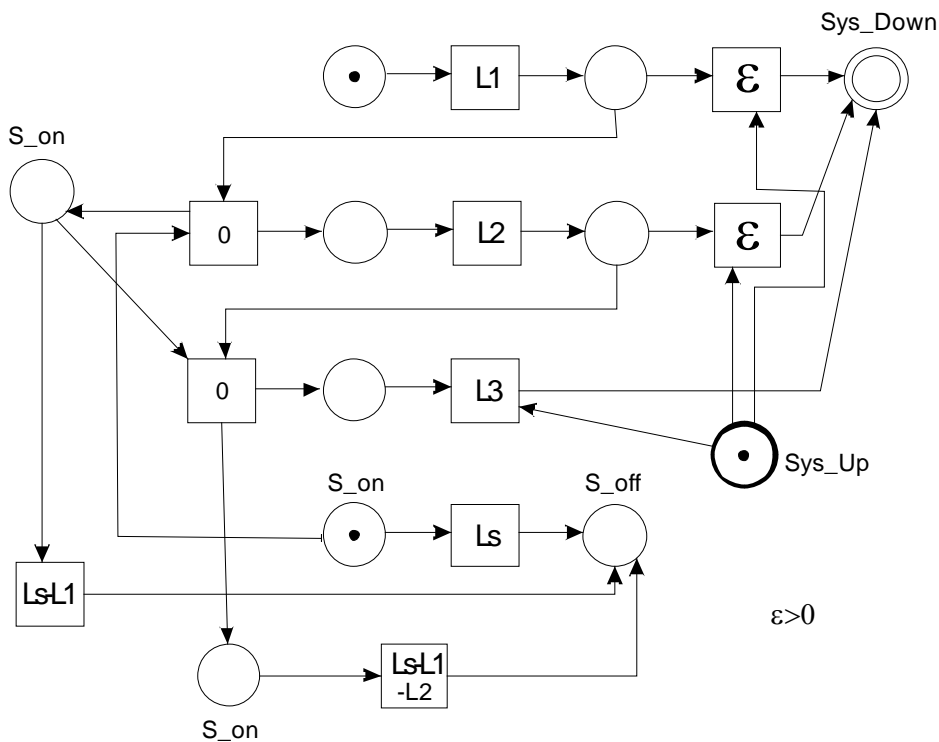 Sys_Down
L1
ε
S_on
0
L2
ε
0
L3
Sys_Up
S_on
S_off
Ls
Ls-L1
ε>0
Ls-L1
-L2
S_on